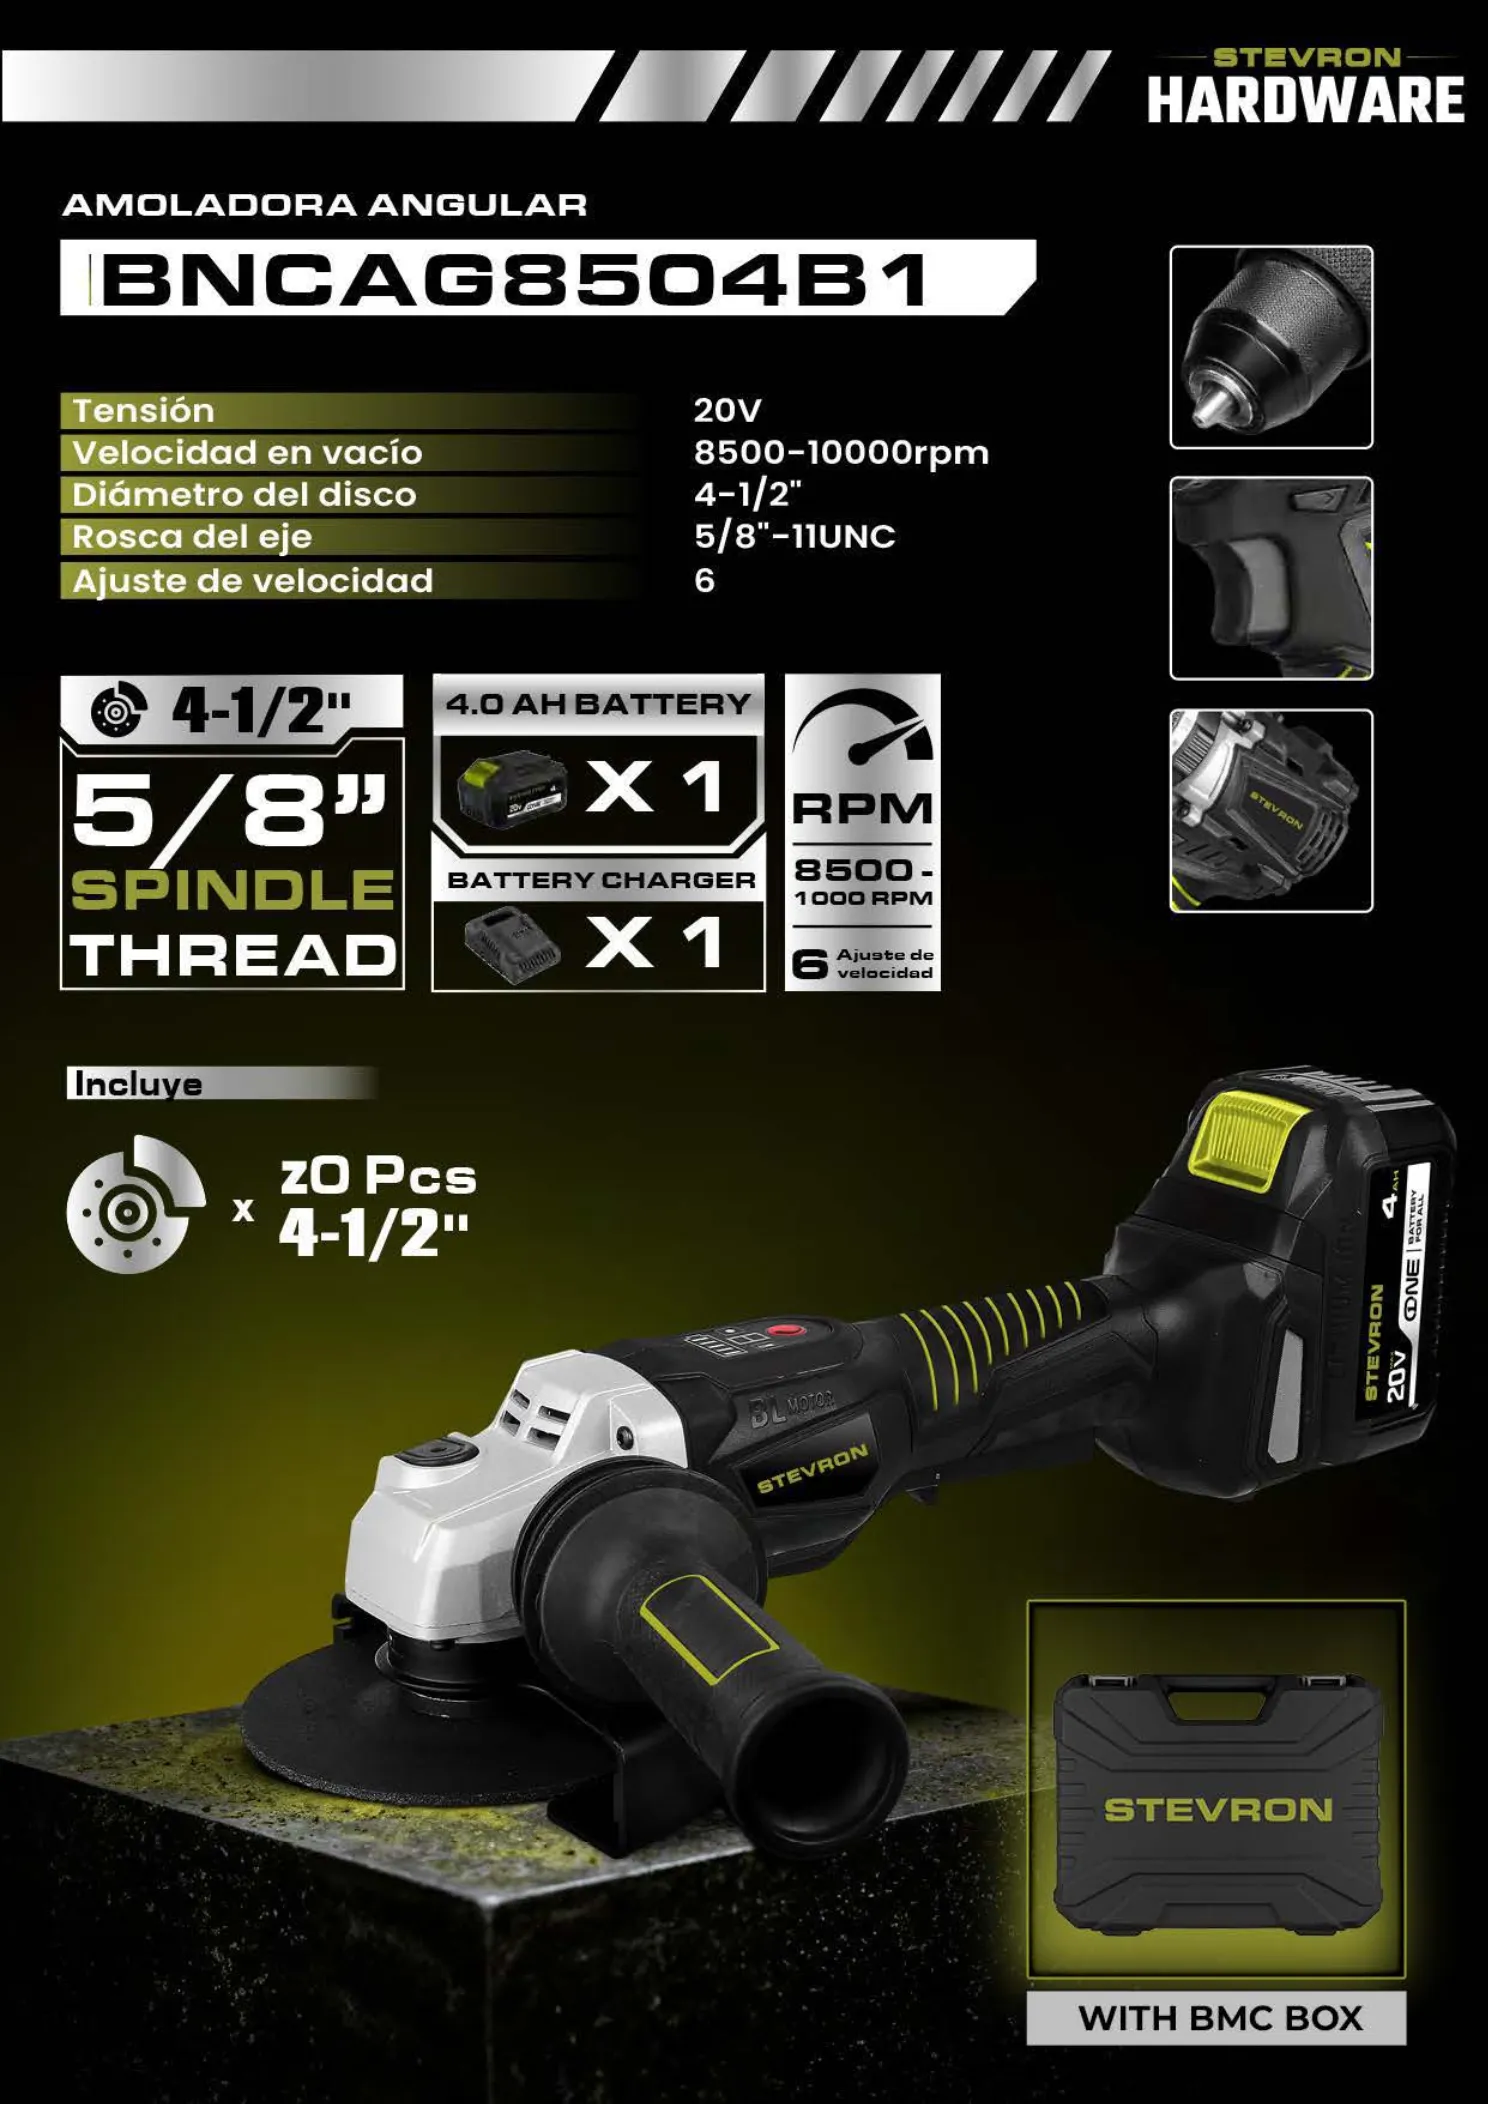 STEVRON
HARDWARE
AMOLADORA ANGULAR
BNCAG8504B1
Tensión 20V
Velocidad en vacío 8500-10000rpm
Diámetro del disco 4-1/2"
Rosca del eje 5/8"-11UNC
Ajuste de velocidad 6
4-1/2"
5/8”
SPINDLE
THREAD
4.0 AH BATTERY
X 1
BATTERY CHARGER
X 1
RPM
8500 -
1000 RPM
6 Ajuste de
velocidad
STEVRON
Incluye
x
z0 Pcs
4-1/2"
BL MOTOR
STEVRON
STEVRON
20V
ONE
BATTERY
FOR ALL
4 AH
STEVRON
WITH BMC BOX